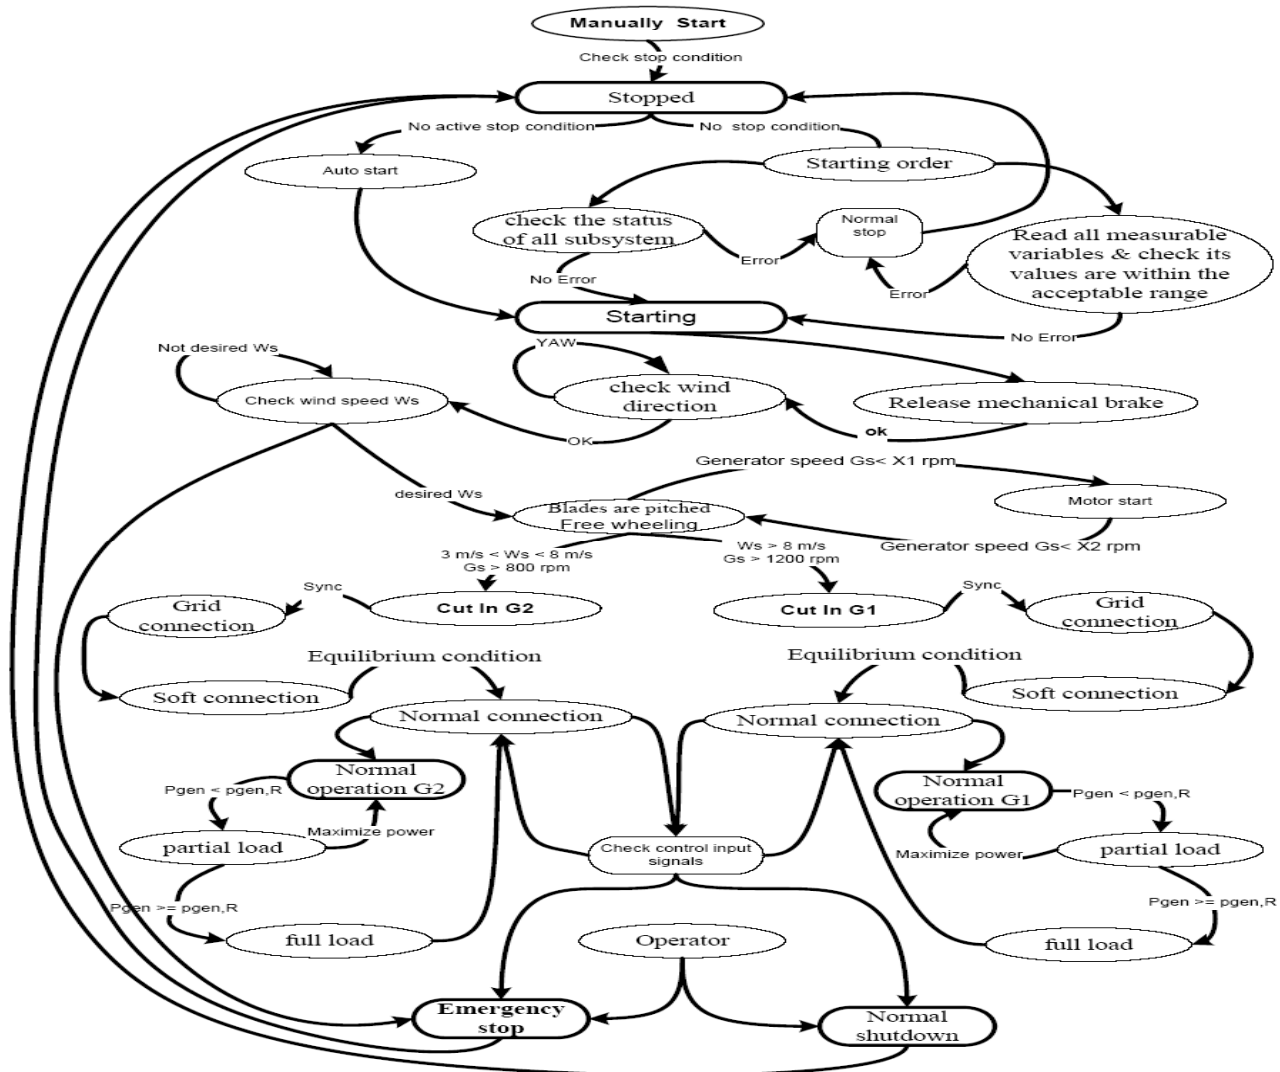 Manually Start
Check stop condition
Stopped
No active stop condition
No stop condition
Auto start
Starting order
check the status
of all subsystem
Normal
stop
Read all measurable
variables & check its
values are within the
acceptable range
Error
No Error
Error
Starting
No Error
Not desired Ws
YAW
Check wind speed Ws
check wind
direction
Release mechanical brake
OK
ok
Generator speed Gs< X1 rpm
desired Ws
Blades are pitched
Free wheeling
Motor start
Generator speed Gs< X2 rpm
3 m/s < Ws < 8 m/s
Gs > 800 rpm
Ws > 8 m/s
Gs > 1200 rpm
Sync
Sync
Grid
connection
Cut In G2
Cut In G1
Grid
connection
Equilibrium condition
Equilibrium condition
Soft connection
Soft connection
Normal connection
Normal connection
Normal
operation G2
Normal
operation G1
Pgen < pgen,R
Pgen < pgen,R
Maximize power
Maximize power
partial load
Check control input
signals
partial load
Pgen >= pgen,R
Pgen >= pgen,R
full load
Operator
full load
Emergency
stop
Normal
shutdown